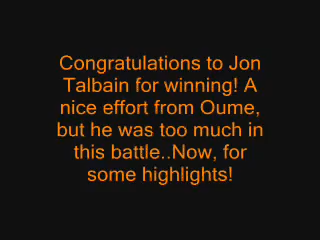 Congratulations to Jon
Talbain for winning! A
nice effort from Oume,
but he was too much in
this battle..Now, for
some highlights!